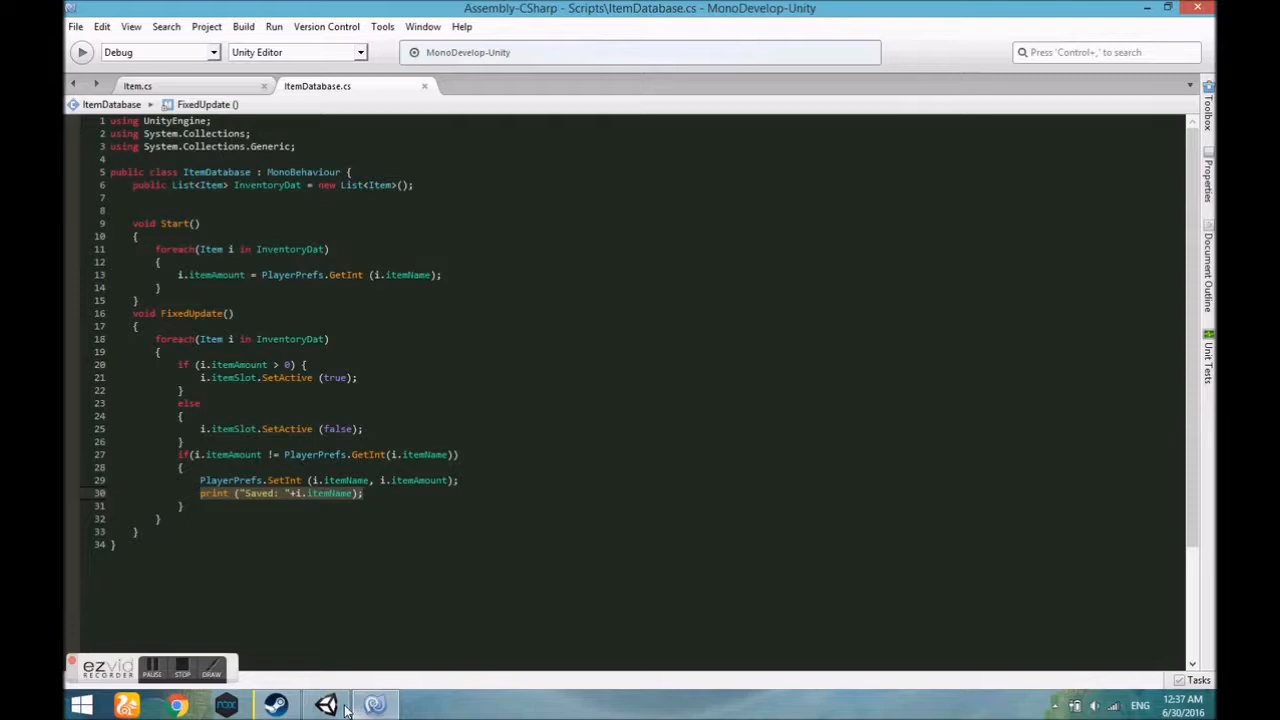 Assembly-CSharp - Scripts\ItemDatabase.cs - MonoDevelop-Unity
File Edit View Search Project Build Run Version Control Tools Window Help
Debug Unity Editor MonoDevelop-Unity Press 'Control+,' to search
Item.cs ItemDatabase.cs
ItemDatabase FixedUpdate ()
1 using UnityEngine;
2 using System.Collections;
3 using System.Collections.Generic;
4
5 public class ItemDatabase : MonoBehaviour {
6 public List<Item> InventoryDat = new List<Item>();
7
8
9 void Start()
10 {
11 foreach(Item i in InventoryDat)
12 {
13 i.itemAmount = PlayerPrefs.GetInt (i.itemName);
14 }
15 }
16 void FixedUpdate()
17 {
18 foreach(Item i in InventoryDat)
19 {
20 if (i.itemAmount > 0) {
21 i.itemSlot.SetActive (true);
22 }
23 else
24 {
25 i.itemSlot.SetActive (false);
26 }
27 if(i.itemAmount != PlayerPrefs.GetInt(i.itemName))
28 {
29 PlayerPrefs.SetInt (i.itemName, i.itemAmount);
30 print ("Saved: "+i.itemName);
31 }
32 }
33 }
34 }
Toolbox
Properties
Document Outline
Unit Tests
ezvid
RECORDER
PAUSE STOP DRAW
Tasks
nox
ENG
12:37 AM
6/30/2016